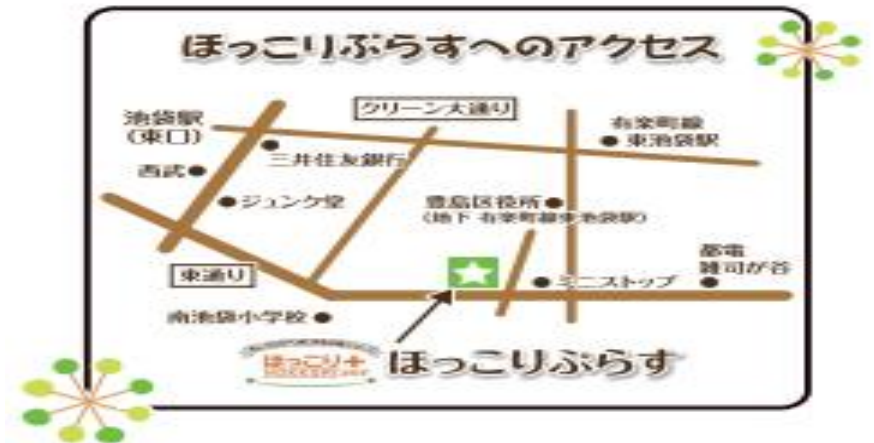 ほっこりぷらすへのアクセス
池袋駅
(東口)
グリーン大通り
有楽町線
東池袋駅
三井住友銀行
西武
ジュンク堂
豊島区役所
(地下 有楽町線東池袋駅)
都電
雑司が谷
東通り
ミニストップ
南池袋小学校
ほっこり+
ほっこりぷらす